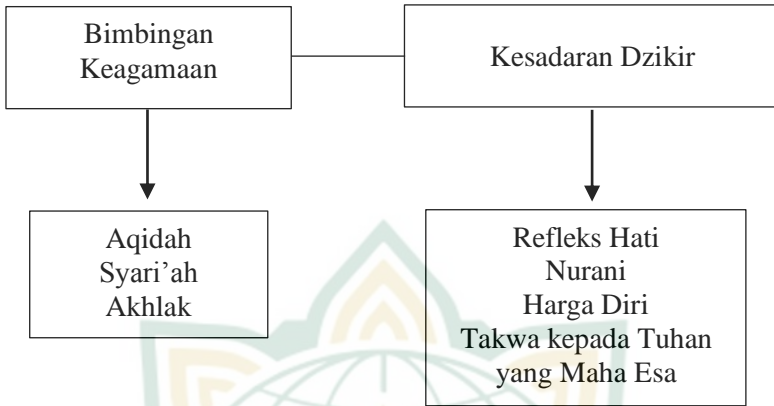 Bimbingan
Keagamaan
Kesadaran Dzikir
Aqidah
Syari’ah
Akhlak
Refleks Hati
Nurani
Harga Diri
Takwa kepada Tuhan
yang Maha Esa